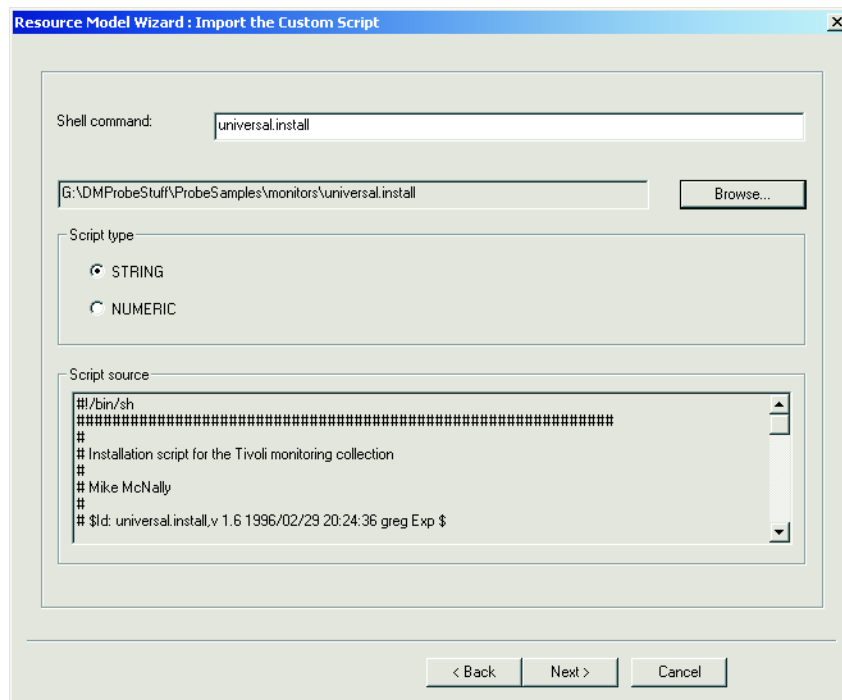 Resource Model Wizard : Import the Custom Script
Shell command:
universal.install
G:\DMProbeStuff\ProbeSamples\monitors\universal.install
Browse...
Script type
STRING
NUMERIC
Script source
#!/bin/sh
############################################################
#
# Installation script for the Tivoli monitoring collection
#
# Mike McNally
#
# $Id: universal.install,v 1.6 1996/02/29 20:24:36 greg Exp $
< Back
Next >
Cancel